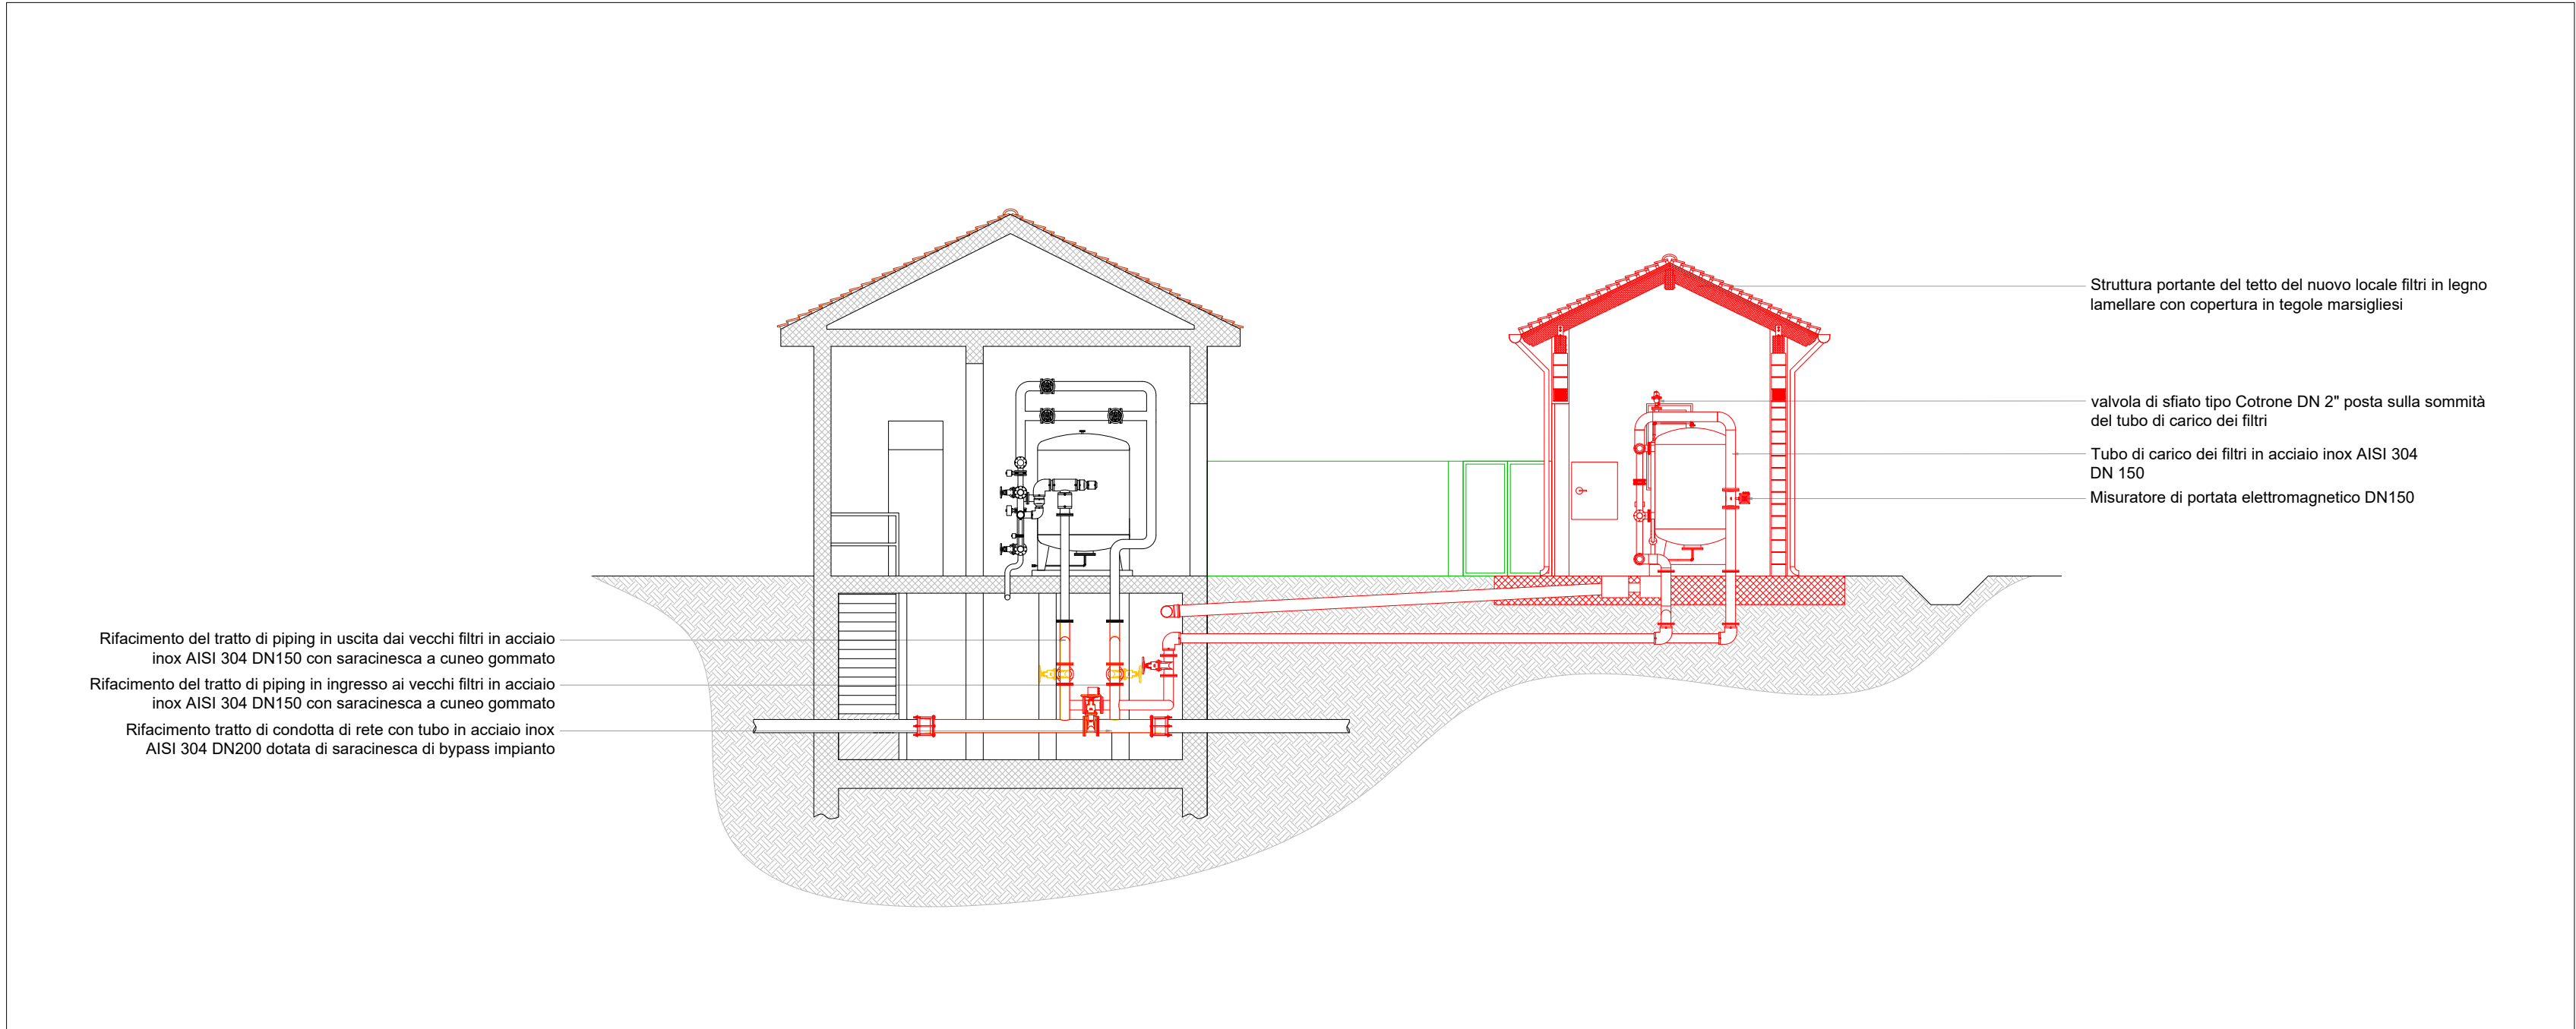 Struttura portante del tetto del nuovo locale filtri in legno
lamellare con copertura in tegole marsigliesi
valvola di sfiato tipo Cotrone DN 2" posta sulla sommità
del tubo di carico dei filtri
Tubo di carico dei filtri in acciaio inox AISI 304
DN 150
Misuratore di portata elettromagnetico DN150
Rifacimento del tratto di piping in uscita dai vecchi filtri in acciaio
inox AISI 304 DN150 con saracinesca a cuneo gommato
Rifacimento del tratto di piping in ingresso ai vecchi filtri in acciaio
inox AISI 304 DN150 con saracinesca a cuneo gommato
Rifacimento tratto di condotta di rete con tubo in acciaio inox
AISI 304 DN200 dotata di saracinesca di bypass impianto